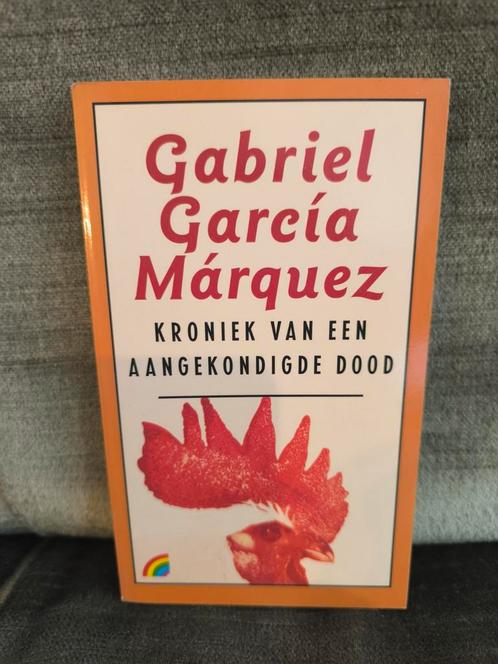 Gabriel
García
Márquez
KRONIEK VAN EEN
AANGEKONDIGDE DOOD